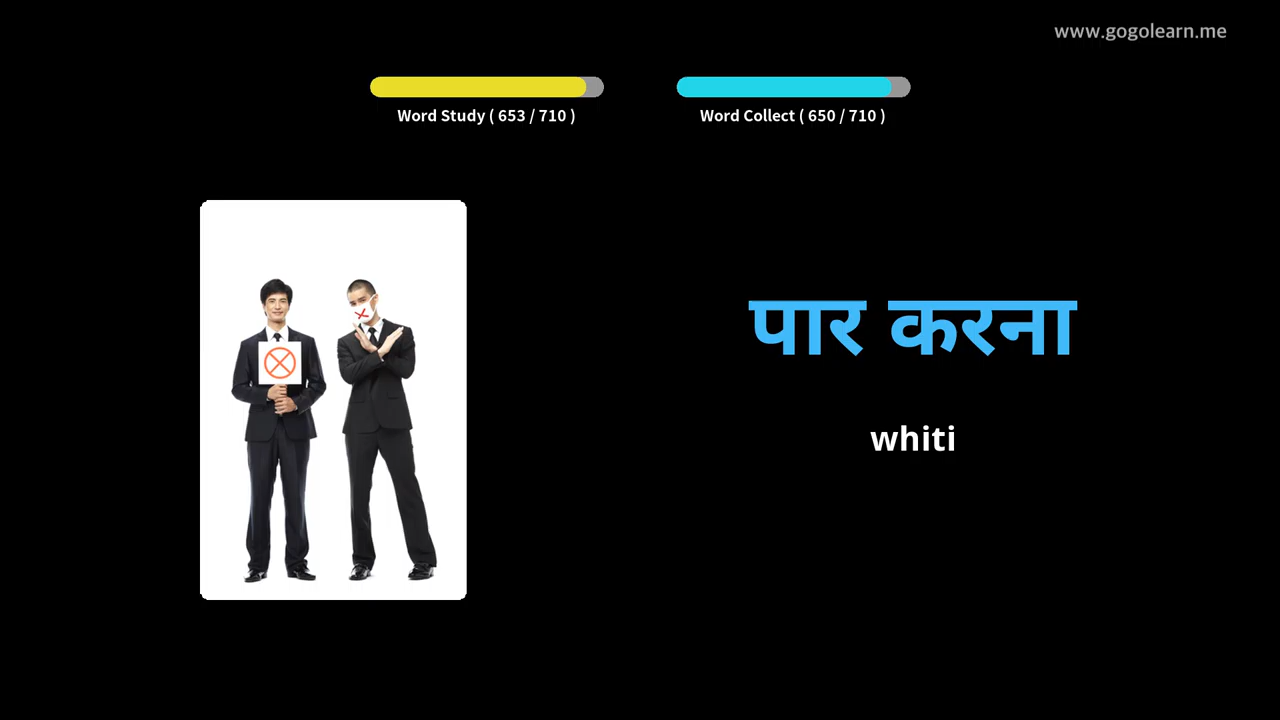 www.gogolearn.me
Word Study ( 653 / 710 )
Word Collect ( 650 / 710 )
पार करना
whiti